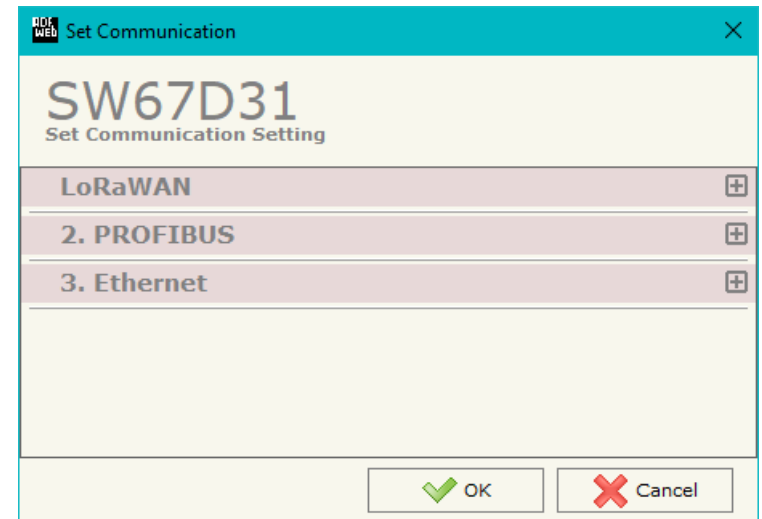 ADF
WEB Set Communication
SW67D31
Set Communication Setting
LoRaWAN
2. PROFIBUS
3. Ethernet
OK
Cancel